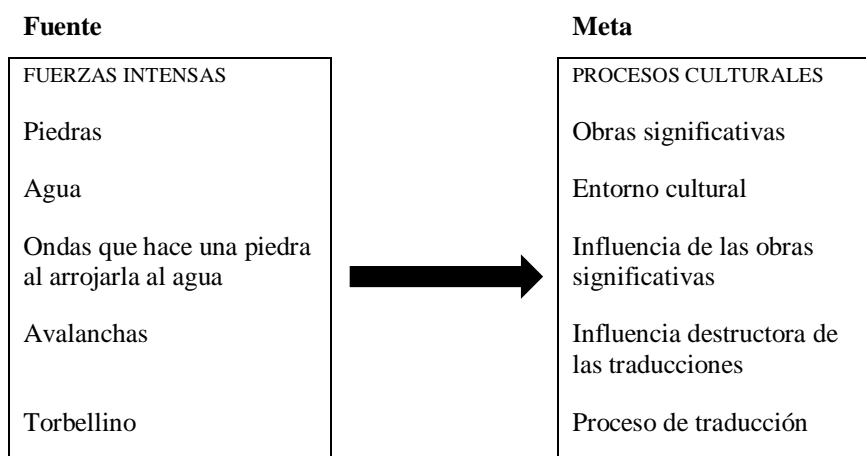 Fuente
Meta
FUERZAS INTENSAS
Piedras
Agua
Ondas que hace una piedra
al arrojarla al agua
Avalanchas
Torbellino
PROCESOS CULTURALES
Obras significativas
Entorno cultural
Influencia de las obras
significativas
Influencia destructora de
las traducciones
Proceso de traducción